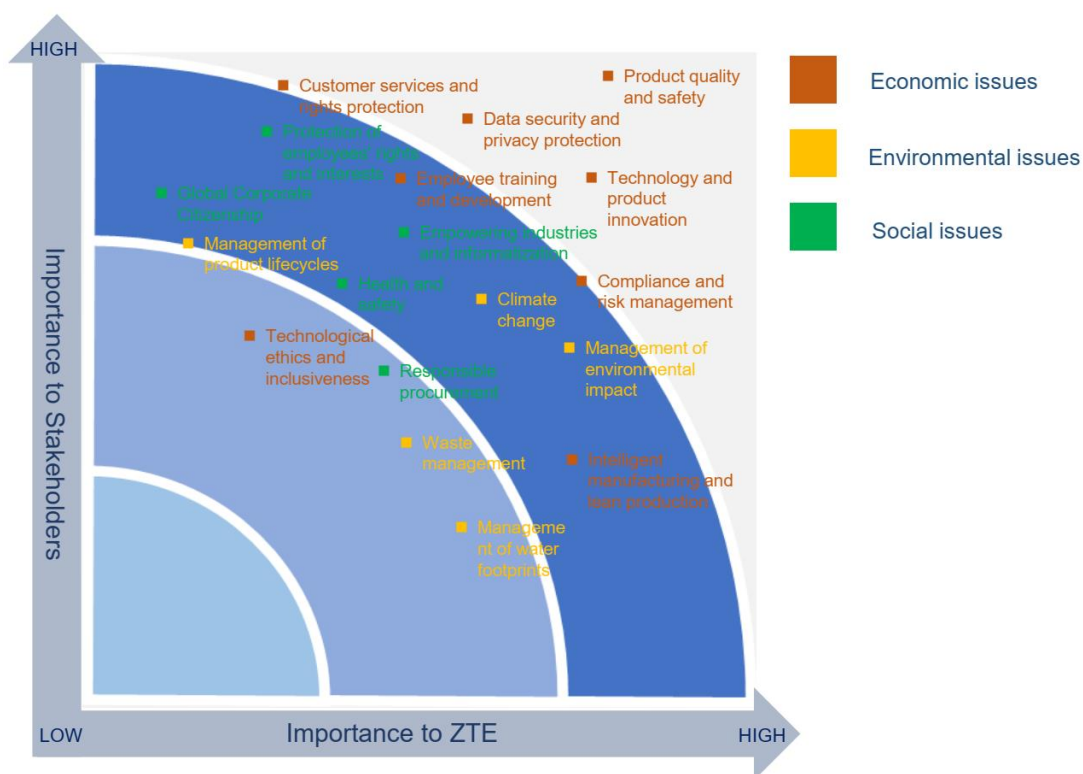 HIGH
Customer services and
rights protection
Product quality
and safety
Data security and
privacy protection
Protection of
employees' rights
and interests
Employee training
and development
Technology and
product
innovation
Global Corporate
Citizenship
Empowering industries
and informatization
Management of
product lifecycles
Health and
safety
Climate
change
Compliance and
risk management
Technological
ethics and
inclusiveness
Responsible
procurement
Management of
environmental
impact
Waste
management
Intelligent
manufacturing and
lean production
Manageme
nt of water
footprints
Economic issues
Environmental issues
Social issues
Importance to Stakeholders
LOW
Importance to ZTE
HIGH